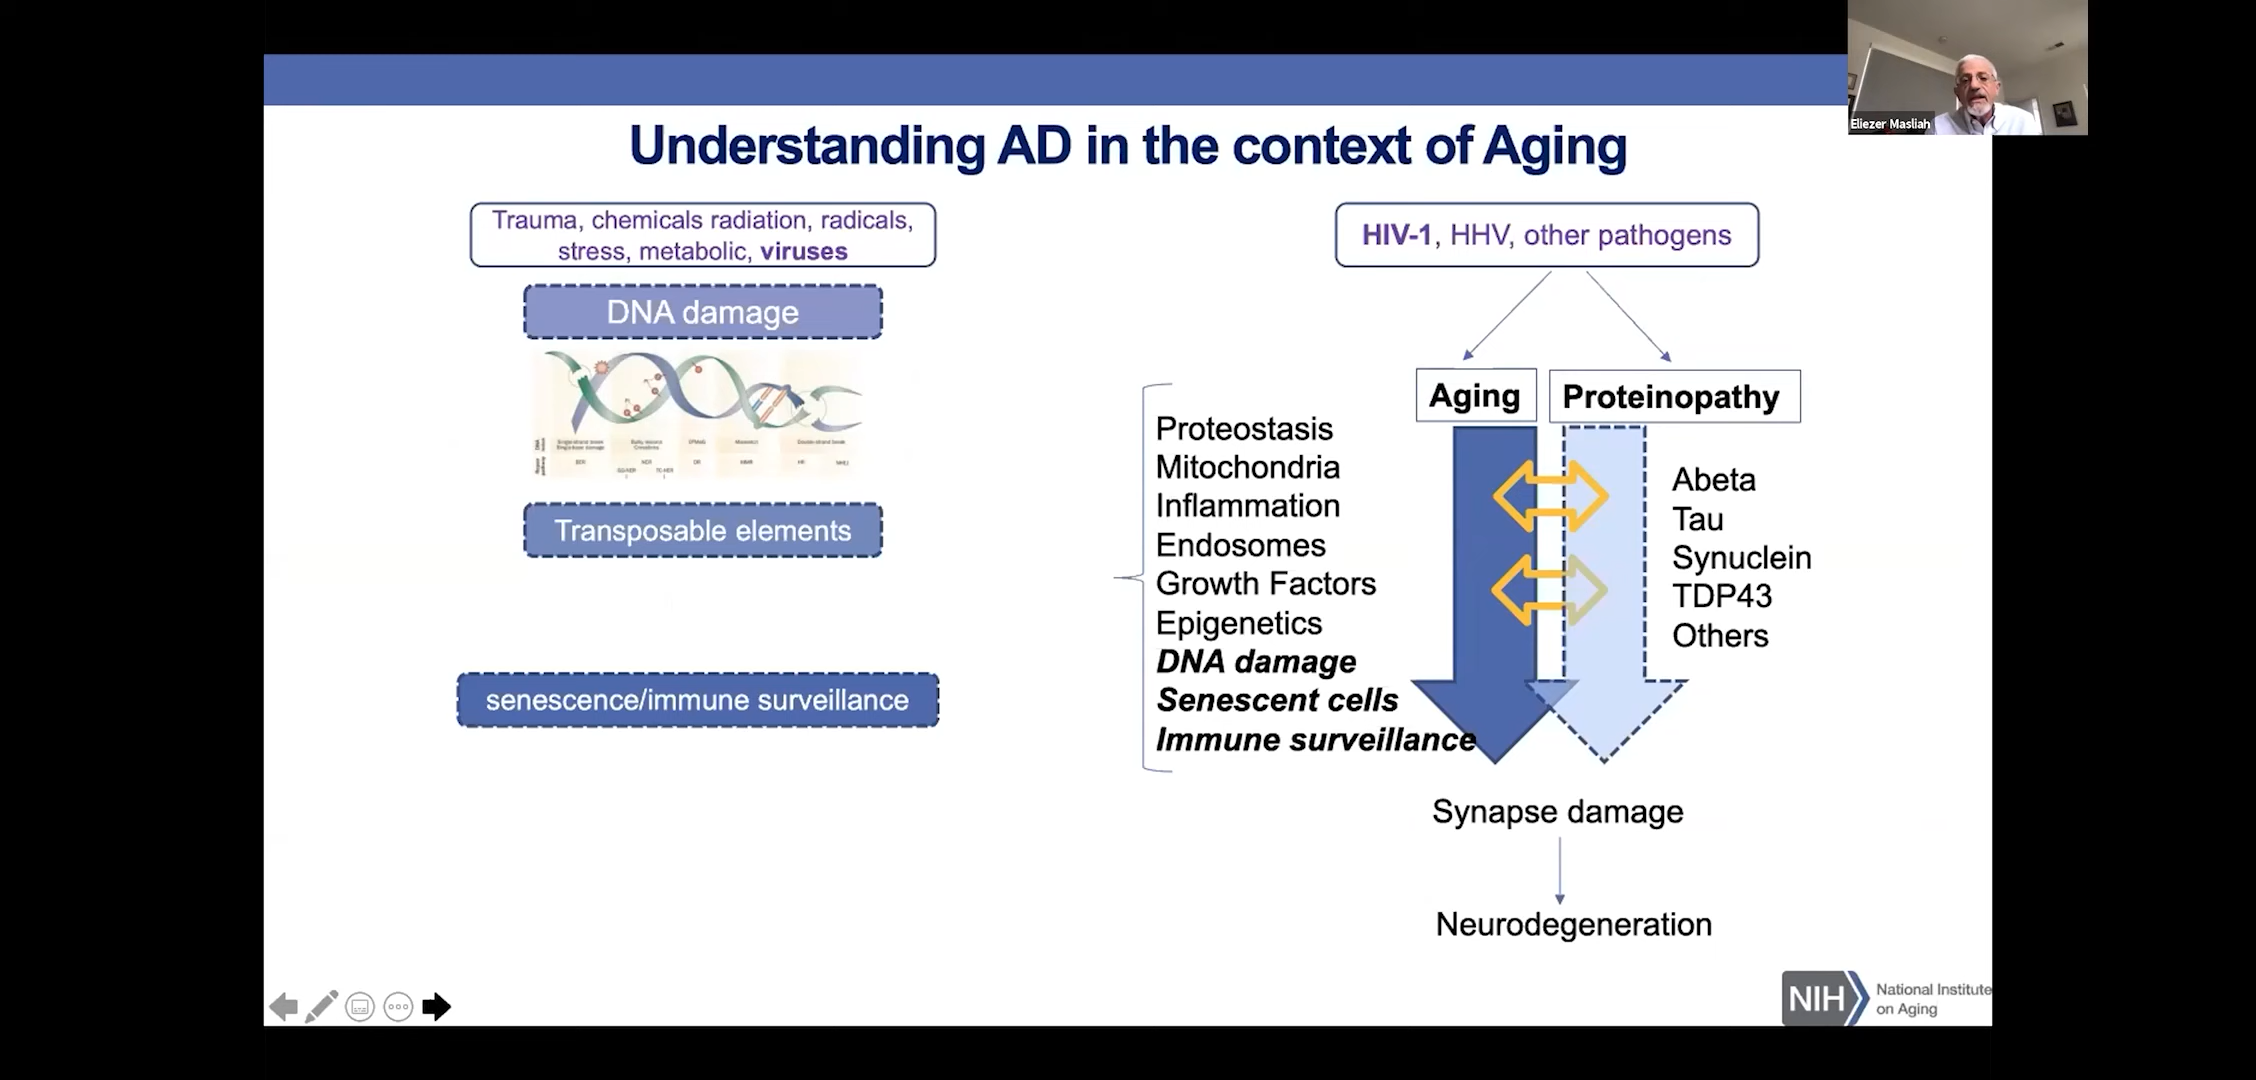 Eliezer Masliah
Understanding AD in the context of Aging
Trauma, chemicals radiation, radicals,
stress, metabolic, viruses
DNA damage
Transposable elements
senescence/immune surveillance
HIV-1, HHV, other pathogens
Aging
Proteinopathy
Proteostasis
Mitochondria
Inflammation
Endosomes
Growth Factors
Epigenetics
DNA damage
Senescent cells
Immune surveillance
Abeta
Tau
Synuclein
TDP43
Others
Synapse damage
Neurodegeneration
NIH
National Institute
on Aging